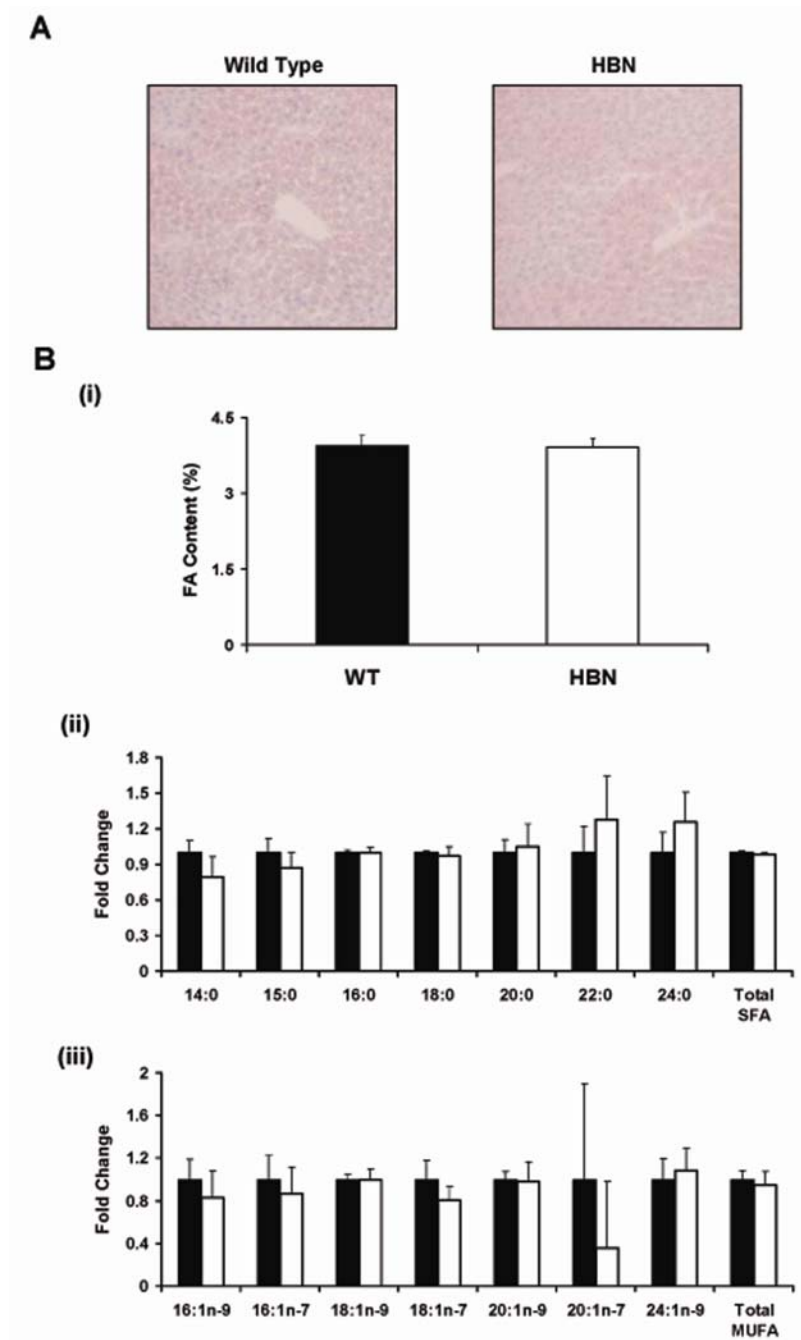 A
Wild Type HBN
B
(i)
4.5
3
1.5
0
FA Content (%)
WT HBN
(ii)
1.8
1.5
1.2
0.9
0.6
0.3
0
Fold Change
14:0 15:0 16:0 18:0 20:0 22:0 24:0 Total
SFA
(iii)
2
1.6
1.2
0.8
0.4
0
Fold Change
16:1n-9 16:1n-7 18:1n-9 18:1n-7 20:1n-9 20:1n-7 24:1n-9 Total
MUFA